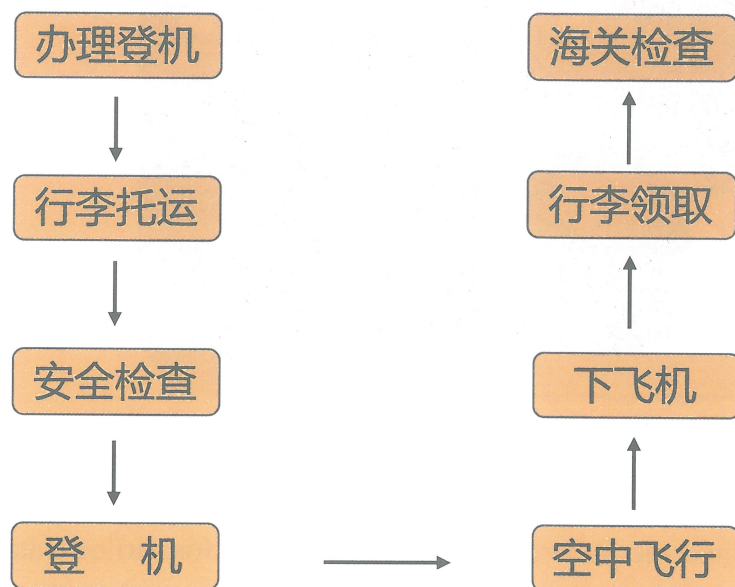 办理登机
行李托运
安全检查
登 机
空中飞行
下飞机
行李领取
海关检查